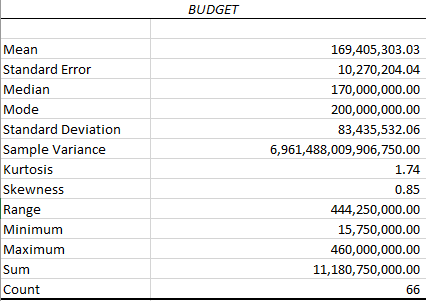 BUDGET
Mean 169,405,303.03
Standard Error 10,270,204.04
Median 170,000,000.00
Mode 200,000,000.00
Standard Deviation 83,435,532.06
Sample Variance 6,961,488,009,906,750.00
Kurtosis 1.74
Skewness 0.85
Range 444,250,000.00
Minimum 15,750,000.00
Maximum 460,000,000.00
Sum 11,180,750,000.00
Count 66